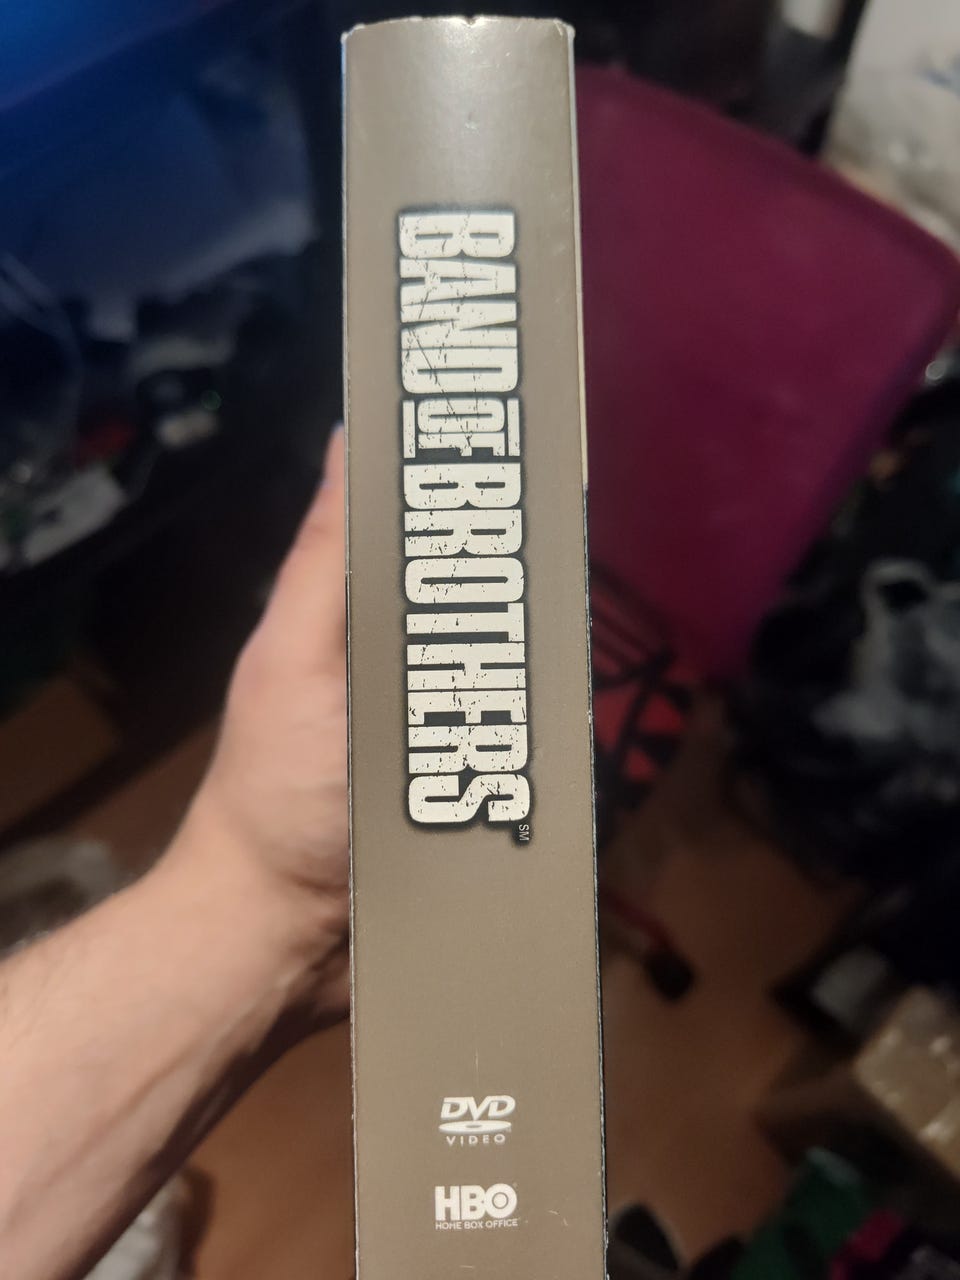 BAND OF BROTHERS SM
DVD
VIDEO
HBO
HOME BOX OFFICE